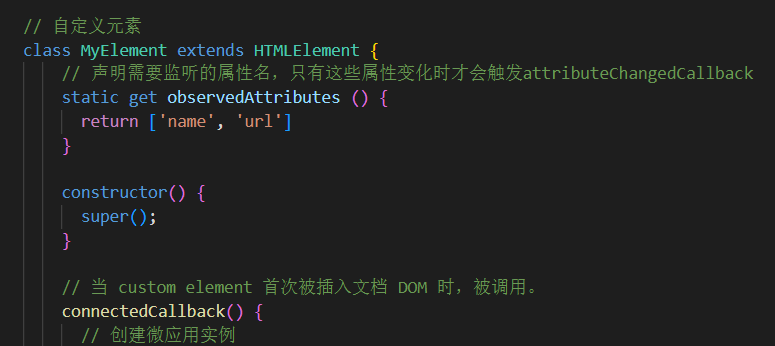 // 自定义元素
class MyElement extends HTMLElement {
// 声明需要监听的属性名，只有这些属性变化时才会触发attributeChangedCallback
static get observedAttributes () {
return ['name', 'url']
}
constructor() {
super();
}
// 当 custom element 首次被插入文档 DOM 时，被调用。
connectedCallback() {
// 创建微应用实例